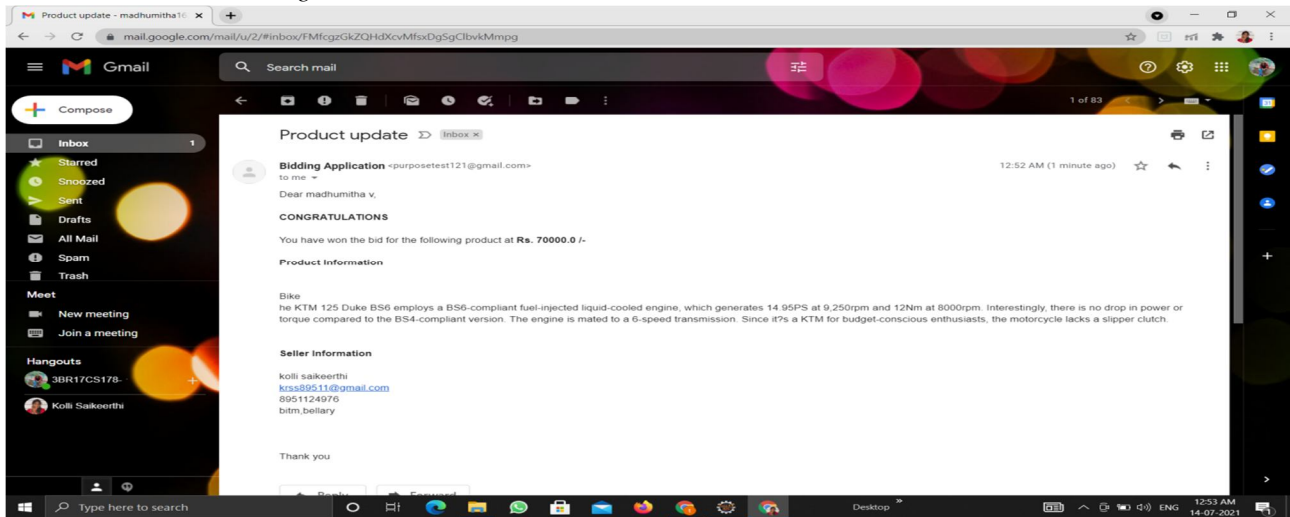 Product update - madhumitha16
mail.google.com/mail/u/2/#inbox/FMfcgzGkZQHdXcvMfsxDgSgClbvkMmpg
Gmail
Search mail
Compose
1 of 83
Inbox 1
Starred
Snoozed
Sent
Drafts
All Mail
Spam
Trash
Meet
New meeting
Join a meeting
Hangouts
3BR17CS178-
Kolli Saikeerthi
Product update Inbox ×
Bidding Application <purposetest121@gmail.com> 12:52 AM (1 minute ago)
to me
Dear madhumitha v,
CONGRATULATIONS
You have won the bid for the following product at Rs. 70000.0 /-
Product Information
Bike
he KTM 125 Duke BS6 employs a BS6-compliant fuel-injected liquid-cooled engine, which generates 14.95PS at 9,250rpm and 12Nm at 8000rpm. Interestingly, there is no drop in power or
torque compared to the BS4-compliant version. The engine is mated to a 6-speed transmission. Since it?s a KTM for budget-conscious enthusiasts, the motorcycle lacks a slipper clutch.
Seller Information
kolli saikeerthi
krss89511@gmail.com
8951124976
bitm,bellary
Thank you
Reply Forward
Type here to search
Desktop
ENG
12:53 AM
14-07-2021